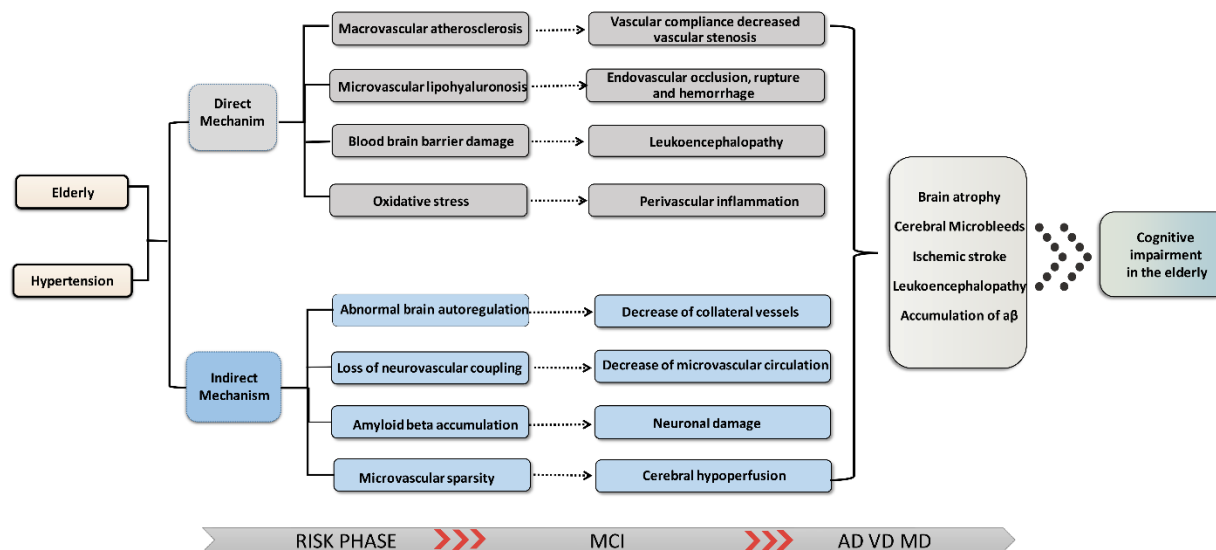 Elderly
Hypertension
Direct
Mechanim
Indirect
Mechanism
Macrovascular atherosclerosis
Vascular compliance decreased
vascular stenosis
Microvascular lipohyaluronosis
Endovascular occlusion, rupture
and hemorrhage
Blood brain barrier damage
Leukoencephalopathy
Oxidative stress
Perivascular inflammation
Abnormal brain autoregulation
Decrease of collateral vessels
Loss of neurovascular coupling
Decrease of microvascular circulation
Amyloid beta accumulation
Neuronal damage
Microvascular sparsity
Cerebral hypoperfusion
Brain atrophy
Cerebral Microbleeds
Ischemic stroke
Leukoencephalopathy
Accumulation of aβ
Cognitive
impairment
in the elderly
RISK PHASE
MCI
AD VD MD